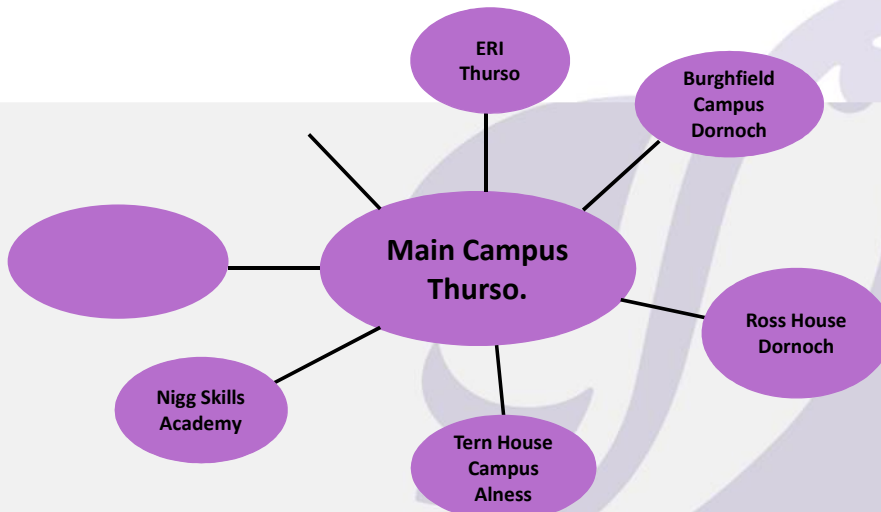 ERI
Thurso
Burghfield
Campus
Dornoch
Main Campus
Thurso.
Ross House
Dornoch
Nigg Skills
Academy
Tern House
Campus
Alness